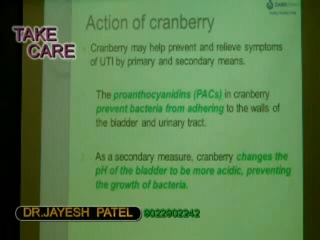 Action of cranberry
TAKE
CARE
Cranberry may help prevent and relieve symptoms
of UTI by primary and secondary means.
The proanthocyanidins (PACs) in cranberry
prevent bacteria from adhering to the walls of
the bladder and urinary tract.
As a secondary measure, cranberry changes the
pH of the bladder to be more acidic, preventing
the growth of bacteria.
DR.JAYESH PATEL 9022902242